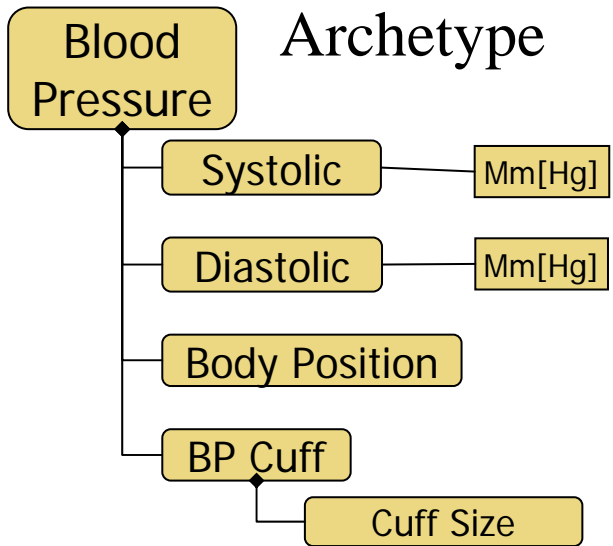 Blood
Pressure
Archetype
Systolic
Mm[Hg]
Diastolic
Mm[Hg]
Body Position
BP Cuff
Cuff Size